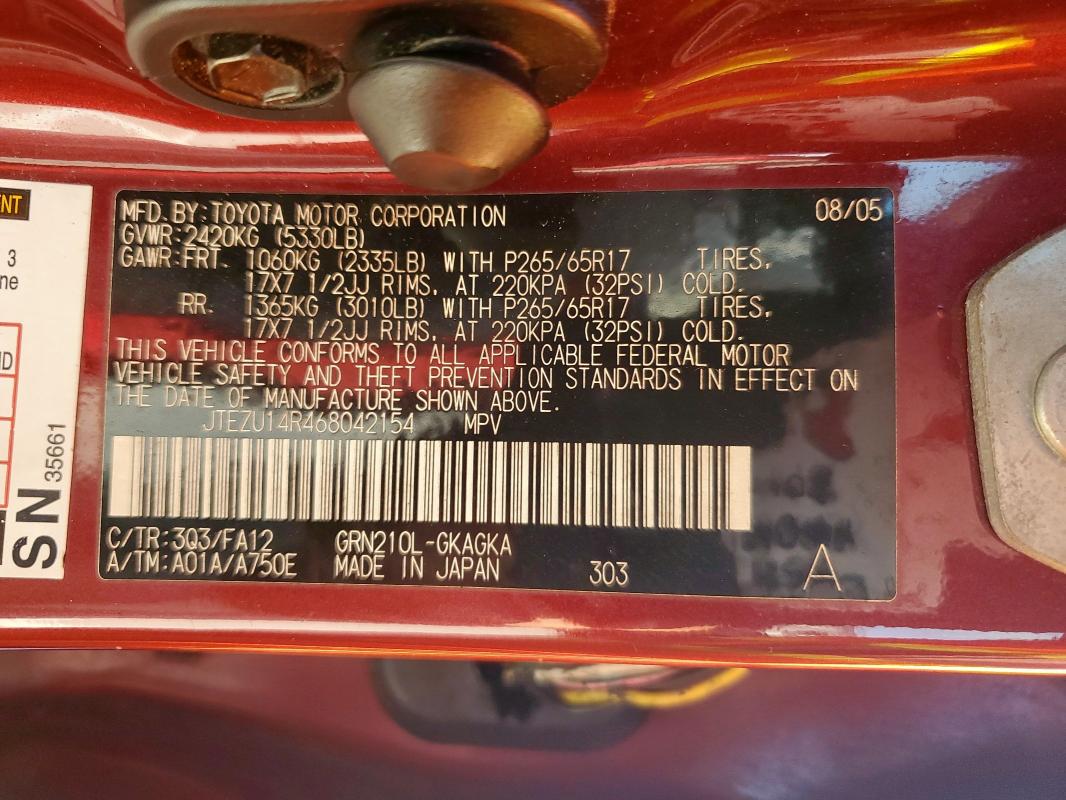 MFD.BY:TOYOTA MOTOR CORPORATION 08/05
GVWR:2420KG (5330LB)
GAWR:FRT. 1060KG (2335LB) WITH P265/65R17 TIRES,
17X7 1/2JJ RIMS, AT 220KPA (32PSI) COLD.
RR. 1365KG (3010LB) WITH P265/65R17 TIRES,
17X7 1/2JJ RIMS, AT 220KPA (32PSI) COLD.
THIS VEHICLE CONFORMS TO ALL APPLICABLE FEDERAL MOTOR
VEHICLE SAFETY AND THEFT PREVENTION STANDARDS IN EFFECT ON
THE DATE OF MANUFACTURE SHOWN ABOVE.
JTEZU14R468042154 MPV
C/TR:3Q3/FA12 GRN210L-GKAGKA
A/TM:A01A/A750E MADE IN JAPAN 303 A
3
SN 35661